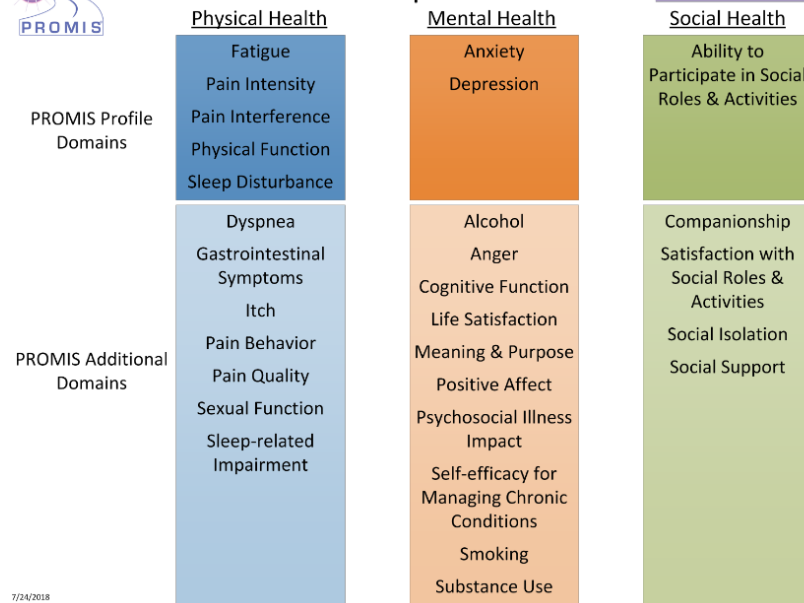 PROMIS
Physical Health
Mental Health
Social Health
PROMIS Profile
Domains
Fatigue
Pain Intensity
Pain Interference
Physical Function
Sleep Disturbance
Anxiety
Depression
Ability to
Participate in Social
Roles & Activities
PROMIS Additional
Domains
Dyspnea
Gastrointestinal
Symptoms
Itch
Pain Behavior
Pain Quality
Sexual Function
Sleep-related
Impairment
Alcohol
Anger
Cognitive Function
Life Satisfaction
Meaning & Purpose
Positive Affect
Psychosocial Illness
Impact
Self-efficacy for
Managing Chronic
Conditions
Smoking
Substance Use
Companionship
Satisfaction with
Social Roles &
Activities
Social Isolation
Social Support
7/24/2018